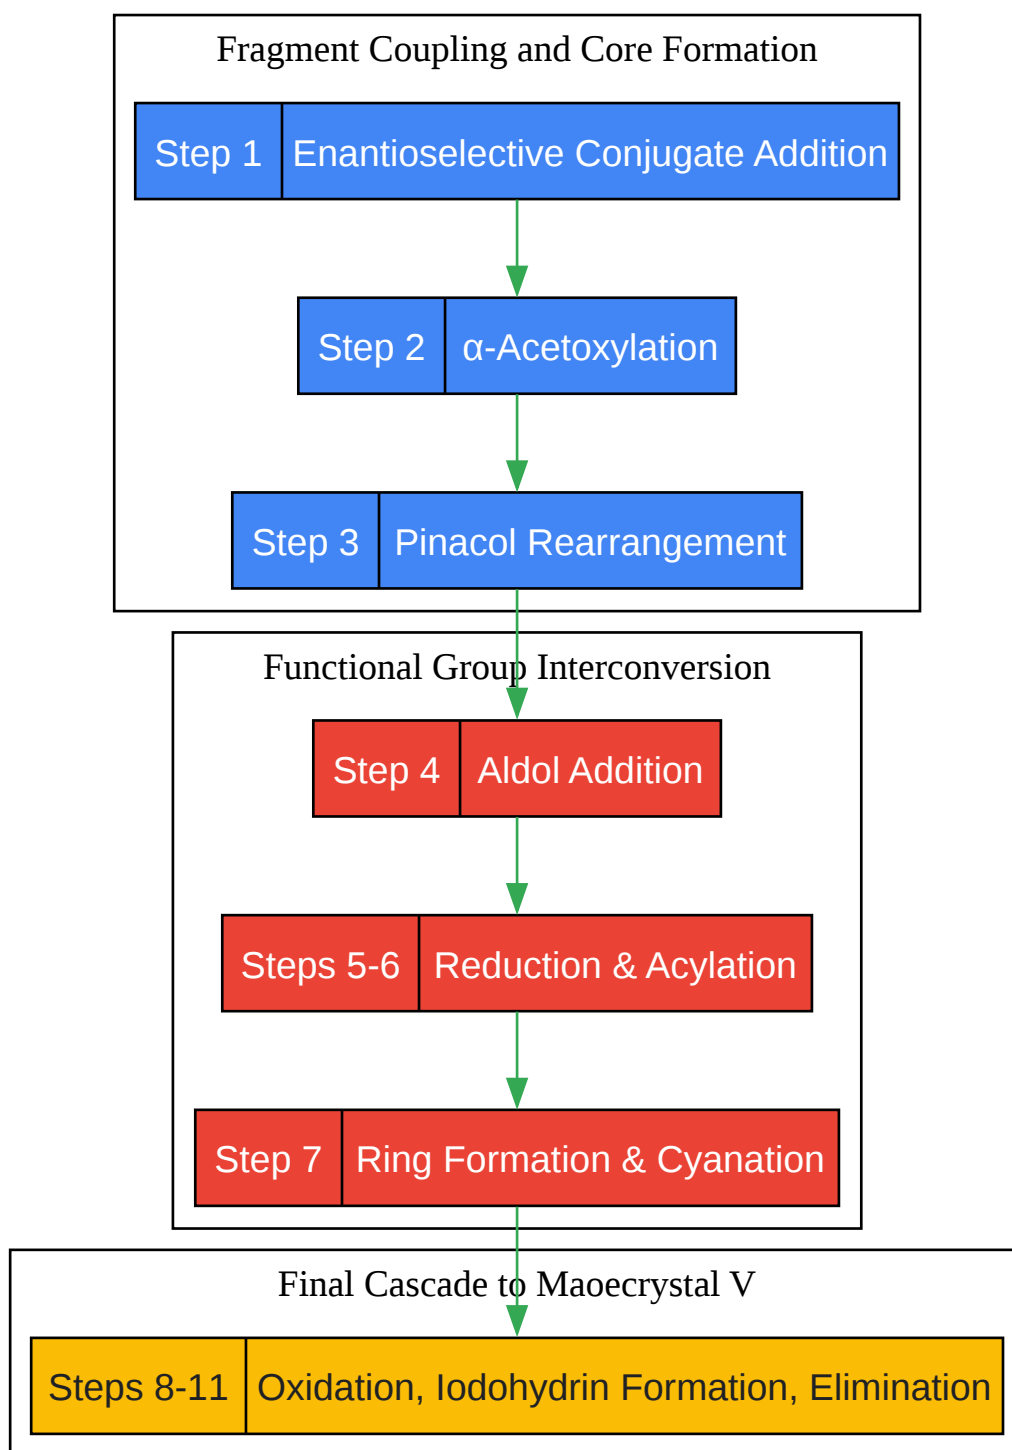 Fragment Coupling and Core Formation
Step 1 Enantioselective Conjugate Addition
Step 2 α-Acetoxylation
Step 3 Pinacol Rearrangement
Functional Group Interconversion
Step 4 Aldol Addition
Steps 5-6 Reduction & Acylation
Step 7 Ring Formation & Cyanation
Final Cascade to Maoecrystal V
Steps 8-11 Oxidation, Iodohydrin Formation, Elimination